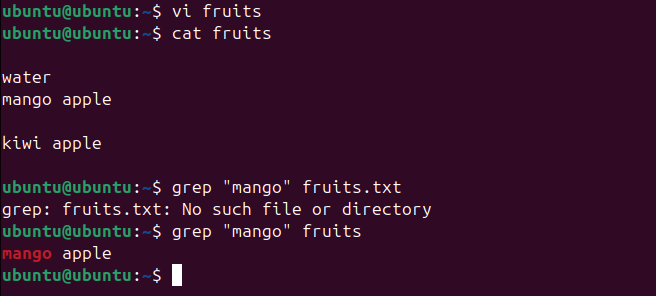 ubuntu@ubuntu:~$ vi fruits
ubuntu@ubuntu:~$ cat fruits
water
mango apple
kiwi apple
ubuntu@ubuntu:~$ grep "mango" fruits.txt
grep: fruits.txt: No such file or directory
ubuntu@ubuntu:~$ grep "mango" fruits
mango apple
ubuntu@ubuntu:~$